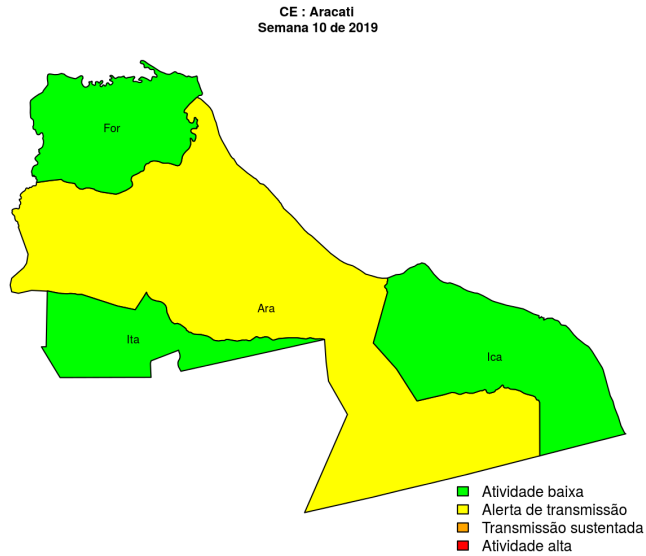 CE : Aracati
Semana 10 de 2019
For
Ara
Ita
Ica
Atividade baixa
Alerta de transmissão
Transmissão sustentada
Atividade alta